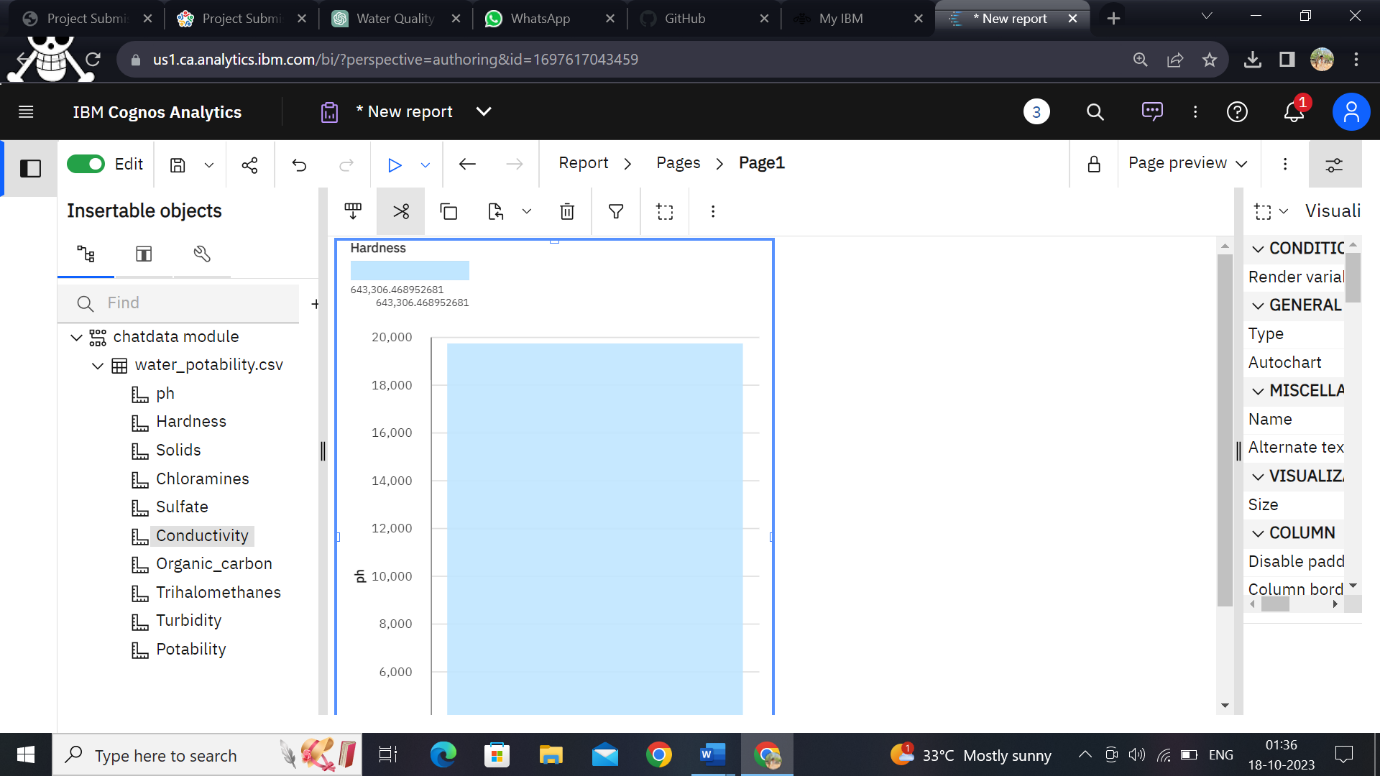 Project Submi
Project Submi
Water Quality
WhatsApp
GitHub
My IBM
* New report
us1.ca.analytics.ibm.com/bi/?perspective=authoring&id=1697617043459
IBM Cognos Analytics
* New report
3
1
Edit
Report
Pages
Page1
Page preview
Insertable objects
Visuali
Find
chatdata module
water_potability.csv
ph
Hardness
Solids
Chloramines
Sulfate
Conductivity
Organic_carbon
Trihalomethanes
Turbidity
Potability
Hardness
643,306.468952681
643,306.468952681
20,000
18,000
16,000
14,000
12,000
10,000
8,000
6,000
ph
CONDITIO
Render varial
GENERAL
Type
Autochart
MISCELLA
Name
Alternate tex
VISUALIZ
Size
COLUMN
Disable padd
Column bord
Type here to search
1
33°C Mostly sunny
ENG
01:36
18-10-2023